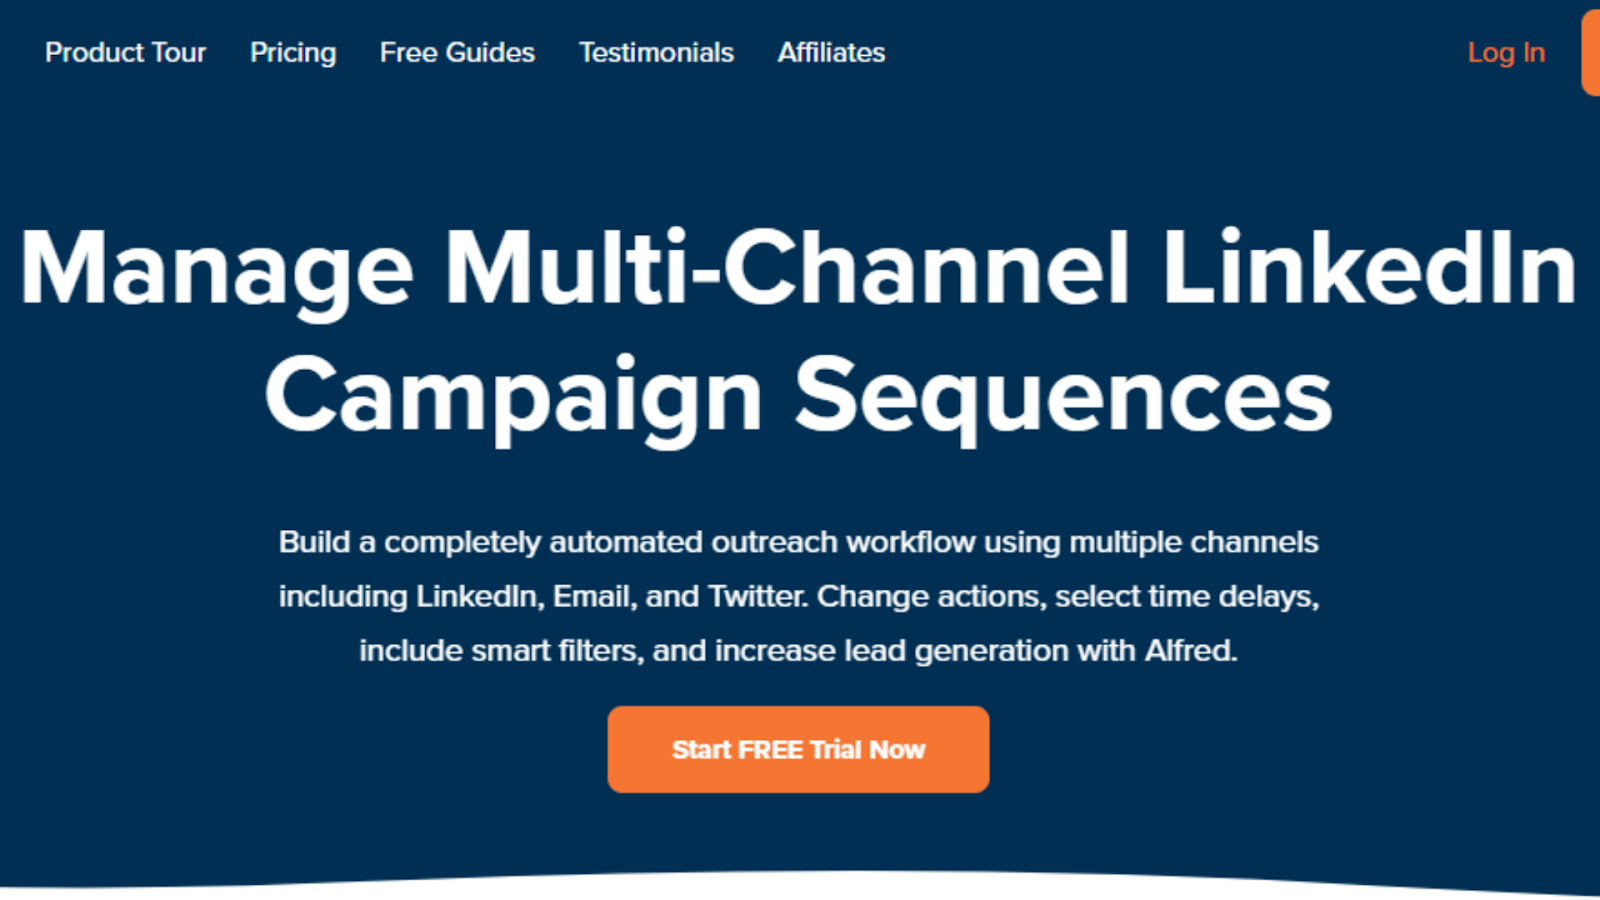 Product Tour Pricing Free Guides Testimonials Affiliates Log In
Manage Multi-Channel LinkedIn
Campaign Sequences
Build a completely automated outreach workflow using multiple channels
including LinkedIn, Email, and Twitter. Change actions, select time delays,
include smart filters, and increase lead generation with Alfred.
Start FREE Trial Now